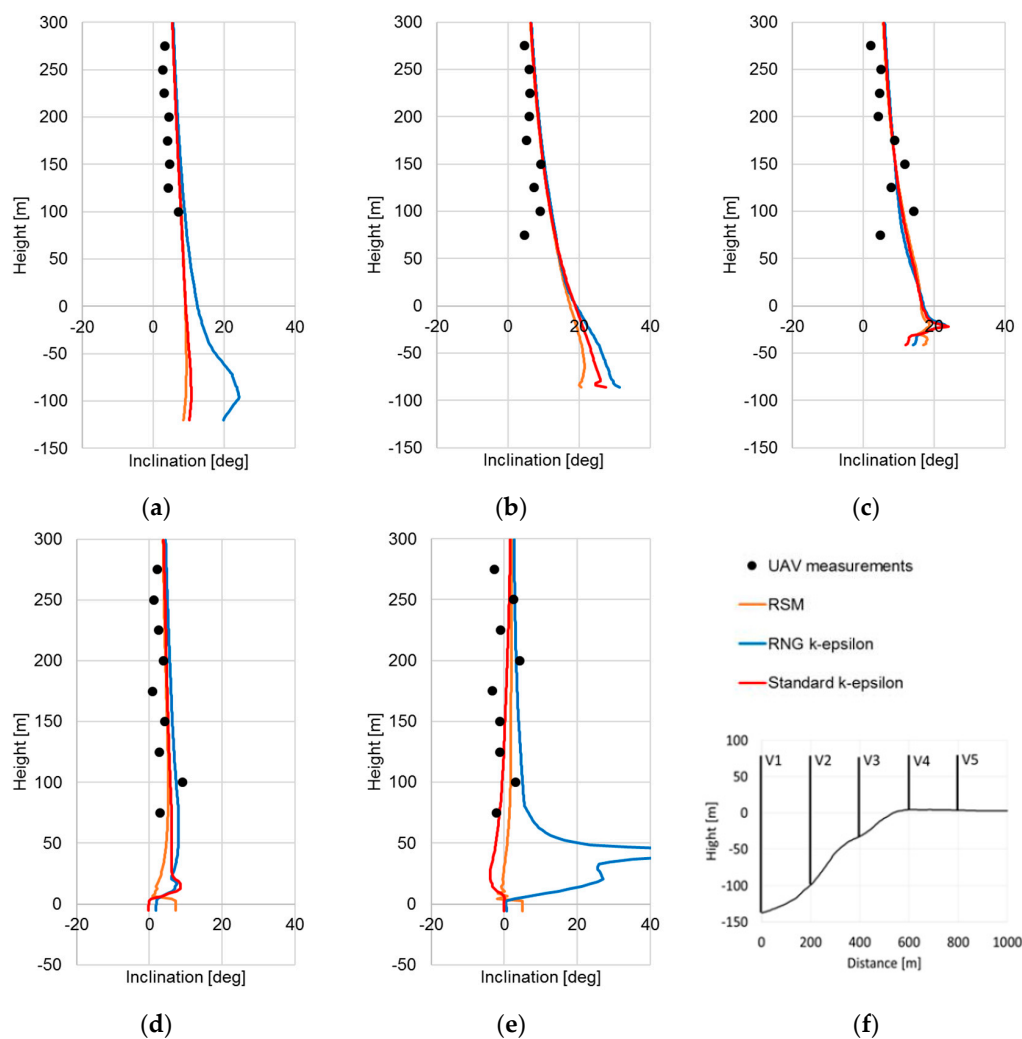 300
250
200
150
100
50
0
-50
-100
-150
Height [m]
-20 0 20 40
Inclination [deg]
(a)
300
250
200
150
100
50
0
-50
-100
-150
Height [m]
-20 0 20 40
Inclination [deg]
(b)
300
250
200
150
100
50
0
-50
-100
-150
Height [m]
-20 0 20 40
Inclination [deg]
(c)
300
250
200
150
100
50
0
-50
Height [m]
-20 0 20 40
Inclination [deg]
(d)
300
250
200
150
100
50
0
-50
Height [m]
-20 0 20 40
Inclination [deg]
(e)
UAV measurements
RSM
RNG k-epsilon
Standard k-epsilon
100
50
0
-50
-100
-150
Hight [m]
V1 V2 V3 V4 V5
0 200 400 600 800 1000
Distance [m]
(f)